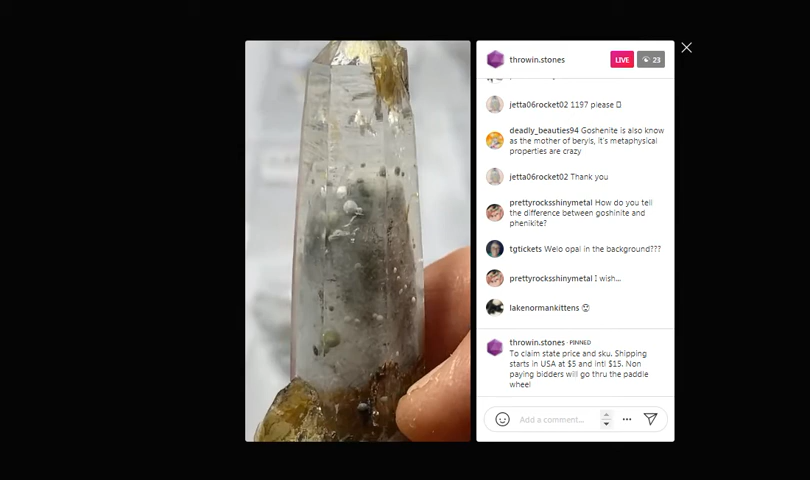 throwin.stones
LIVE
23
jetta06rocket02 1197 please
deadly_beauties94 Goshenite is also know
as the mother of beryls, it's metaphysical
properties are crazy
jetta06rocket02 Thank you
prettyrocksshinymetal How do you tell
the difference between goshinite and
phenikite?
tgtickets Welo opal in the background???
prettyrocksshinymetal I wish...
lakenormankittens
throwin.stones · PINNED
To claim state price and sku. Shipping
starts in USA at $5 and intl $15. Non
paying bidders will go thru the paddle
wheel
Add a comment...